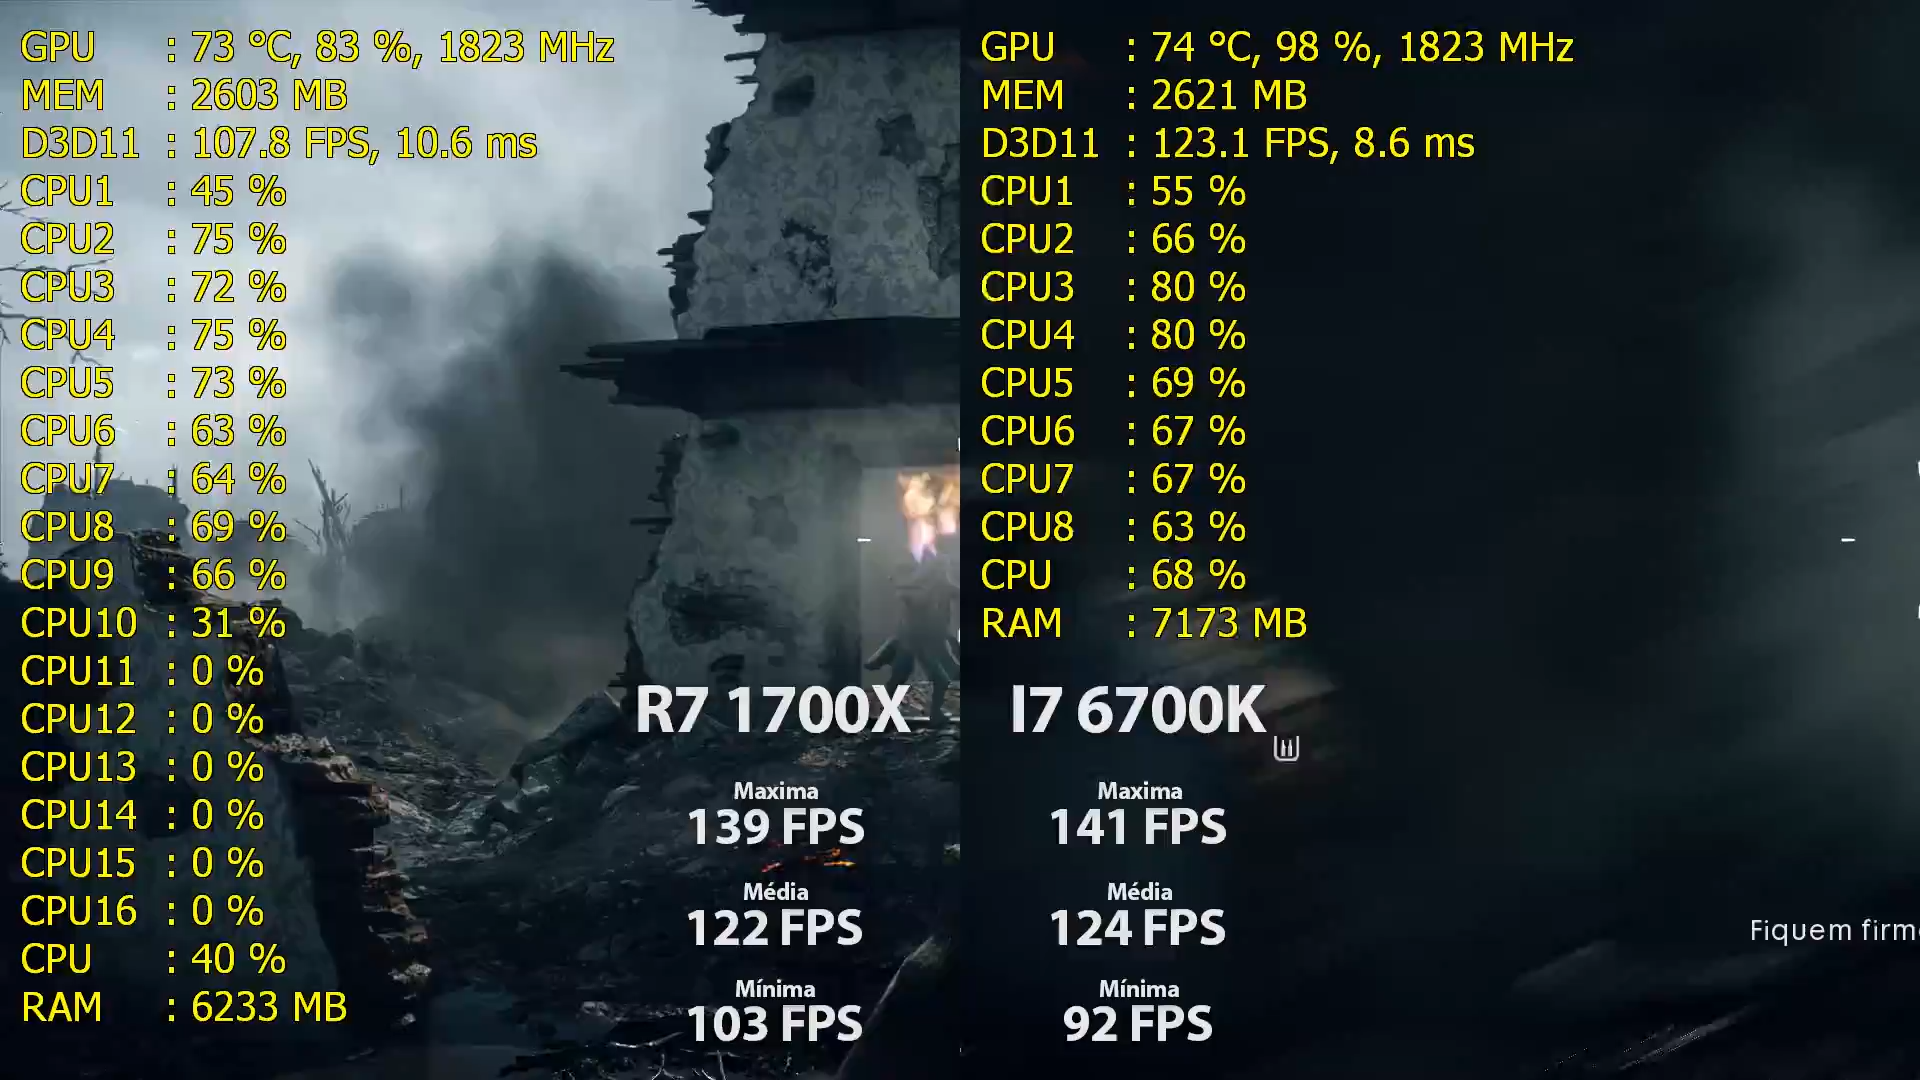 GPU : 73 °C, 83 %, 1823 MHz
MEM : 2603 MB
D3D11 : 107.8 FPS, 10.6 ms
CPU1 : 45 %
CPU2 : 75 %
CPU3 : 72 %
CPU4 : 75 %
CPU5 : 73 %
CPU6 : 63 %
CPU7 : 64 %
CPU8 : 69 %
CPU9 : 66 %
CPU10 : 31 %
CPU11 : 0 %
CPU12 : 0 %
CPU13 : 0 %
CPU14 : 0 %
CPU15 : 0 %
CPU16 : 0 %
CPU : 40 %
RAM : 6233 MB
R7 1700X
Maxima
139 FPS
Média
122 FPS
Mínima
103 FPS
GPU : 74 °C, 98 %, 1823 MHz
MEM : 2621 MB
D3D11 : 123.1 FPS, 8.6 ms
CPU1 : 55 %
CPU2 : 66 %
CPU3 : 80 %
CPU4 : 80 %
CPU5 : 69 %
CPU6 : 67 %
CPU7 : 67 %
CPU8 : 63 %
CPU : 68 %
RAM : 7173 MB
I7 6700K
Maxima
141 FPS
Média
124 FPS
Mínima
92 FPS
Fiquem firm